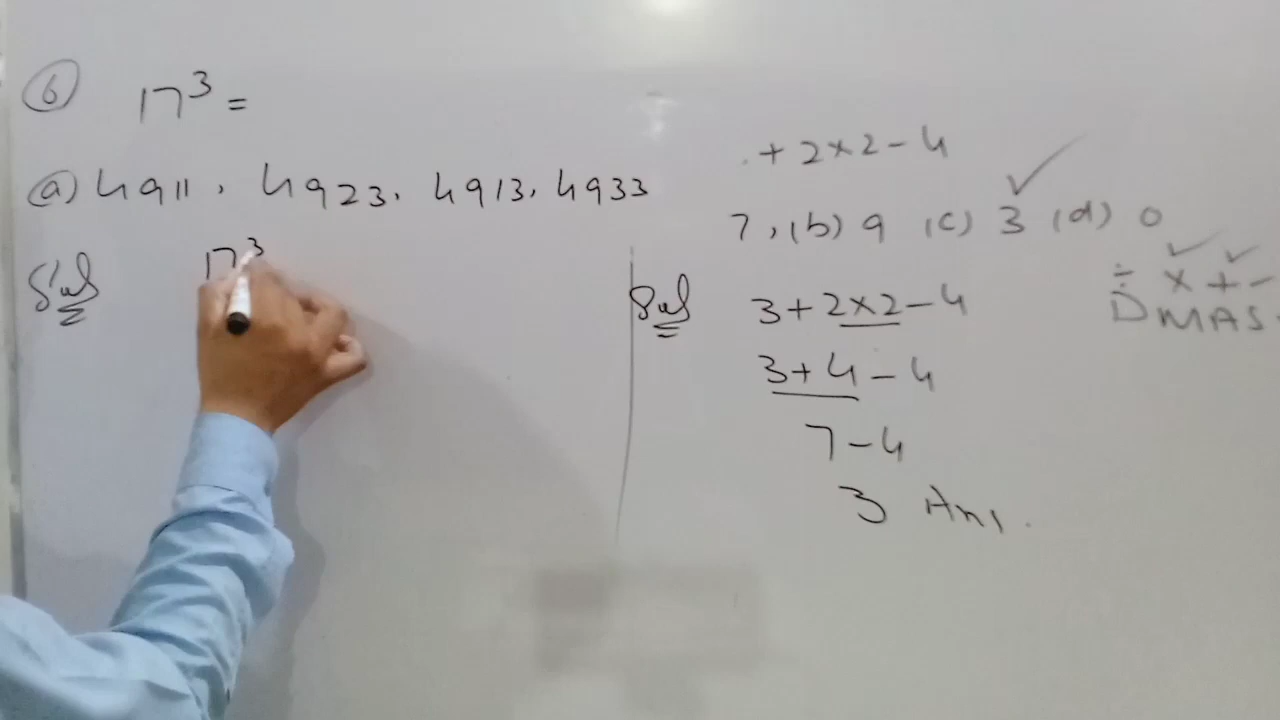 6 17³ =
(a) 4911, 4923, 4913, 4933
Sol 17³
. + 2×2-4
7, (b) 9 (c) 3 (d) 0
÷ × + -
DMAS
Sol 3+2×2-4
3+4-4
7-4
3 Ans.